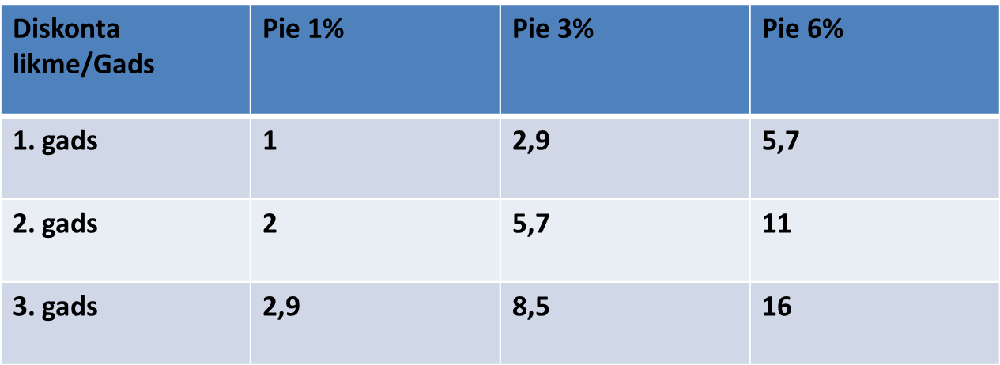 Diskonta
likme/Gads
Pie 1%
Pie 3%
Pie 6%
1. gads
1
2,9
5,7
2. gads
2
5,7
11
3. gads
2,9
8,5
16